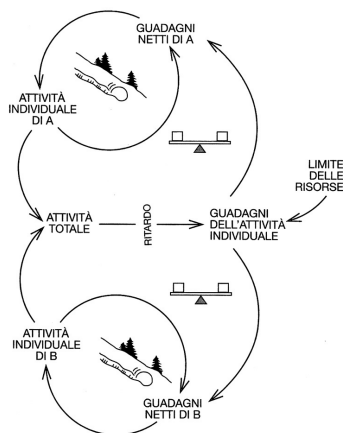 GUADAGNI
NETTI DI A
ATTIVITÀ
INDIVIDUALE
DI A
LIMITE
DELLE
RISORSE
ATTIVITÀ
TOTALE
RITARDO
GUADAGNI
DELL'ATTIVITÀ
INDIVIDUALE
ATTIVITÀ
INDIVIDUALE
DI B
GUADAGNI
NETTI DI B